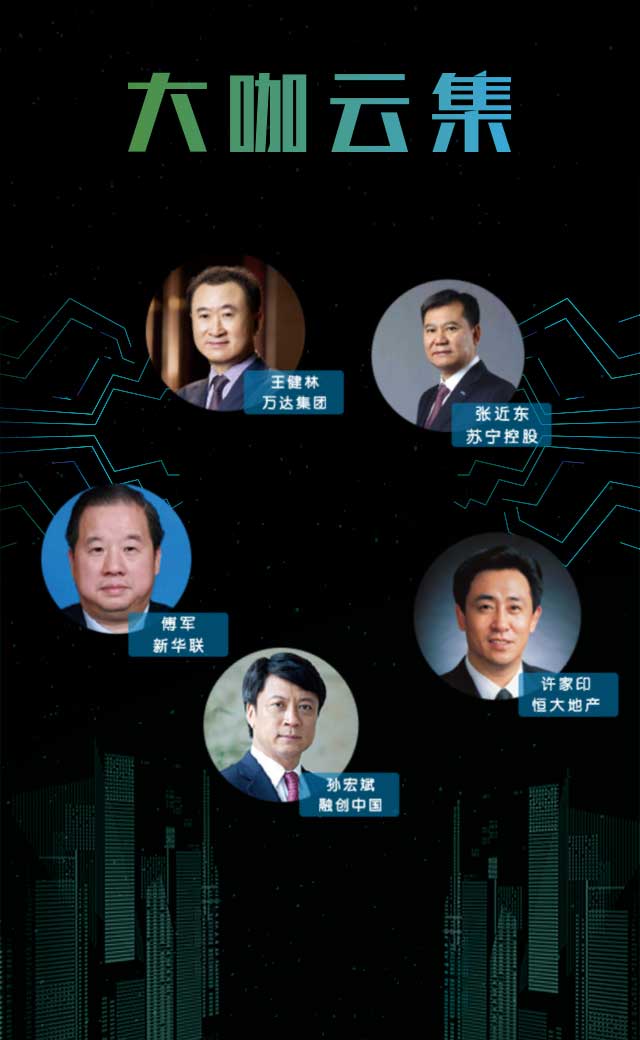 大咖云集
王健林
万达集团
张近东
苏宁控股
傅军
新华联
许家印
恒大地产
孙宏斌
融创中国